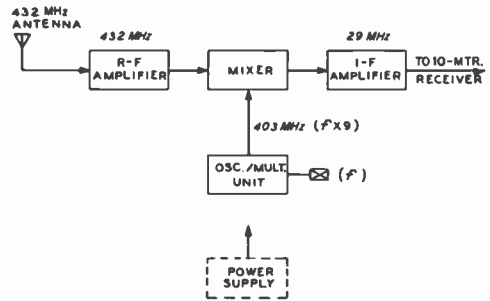 432 MHz
ANTENNA
432 MHz
R-F
AMPLIFIER
MIXER
29 MHz
I-F
AMPLIFIER
TO 10-MTR.
RECEIVER
403 MHz (f X 9)
OSC./MULT.
UNIT
(f)
POWER
SUPPLY